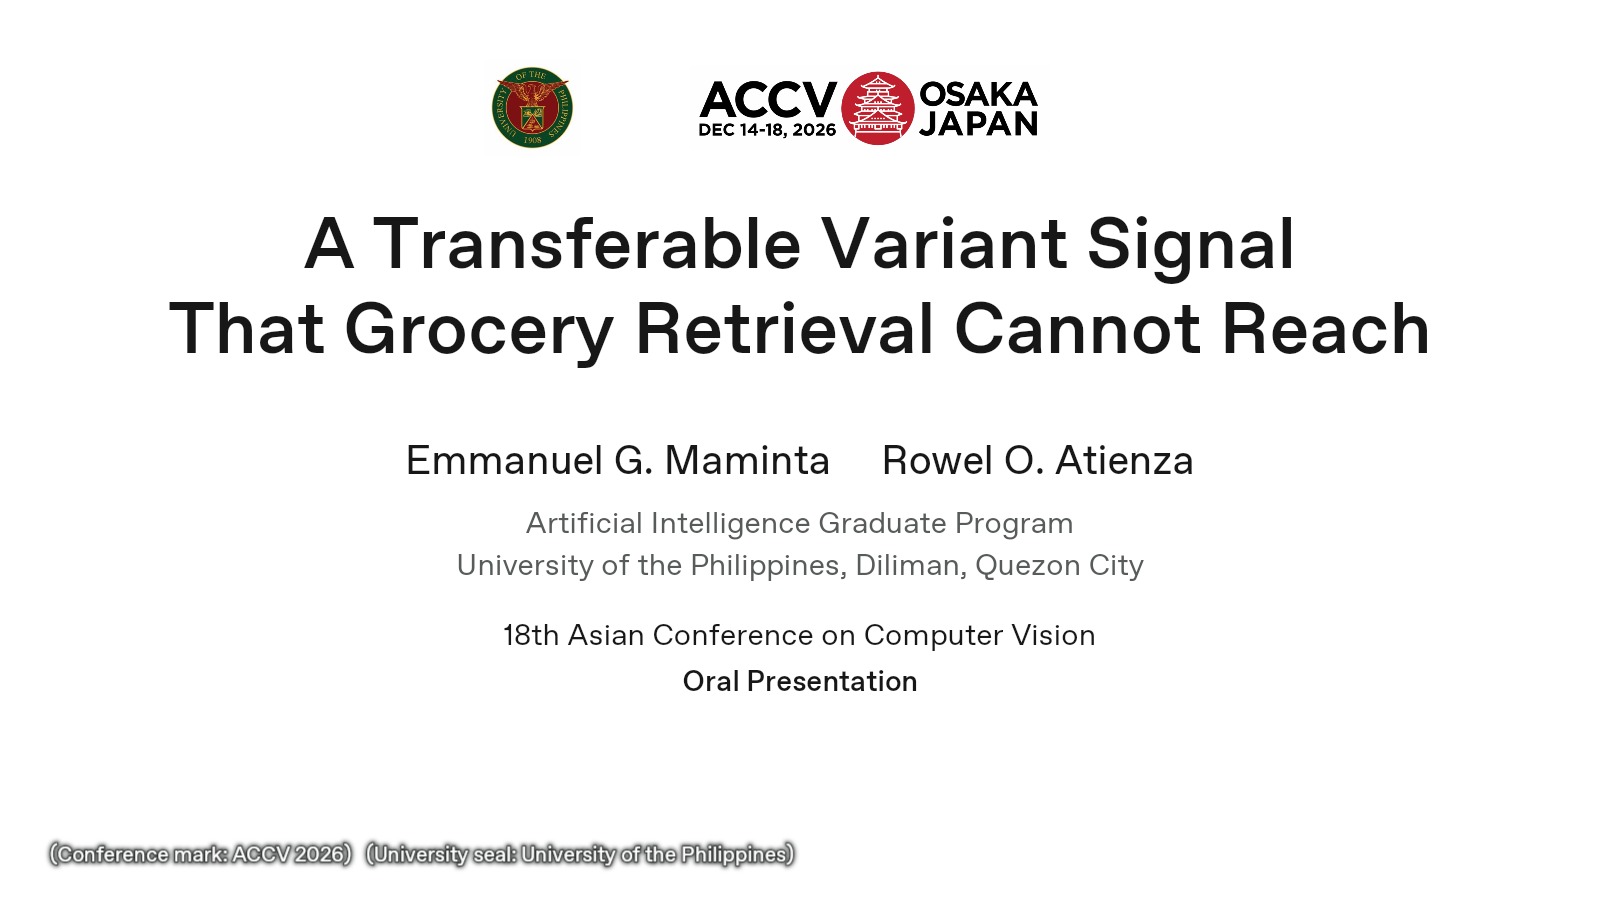 UNIVERSITY OF THE PHILIPPINES
1908
ACCV
DEC 14-18, 2026
OSAKA
JAPAN
A Transferable Variant Signal
That Grocery Retrieval Cannot Reach
Emmanuel G. Maminta Rowel O. Atienza
Artificial Intelligence Graduate Program
University of the Philippines, Diliman, Quezon City
18th Asian Conference on Computer Vision
Oral Presentation
(Conference mark: ACCV 2026) (University seal: University of the Philippines)